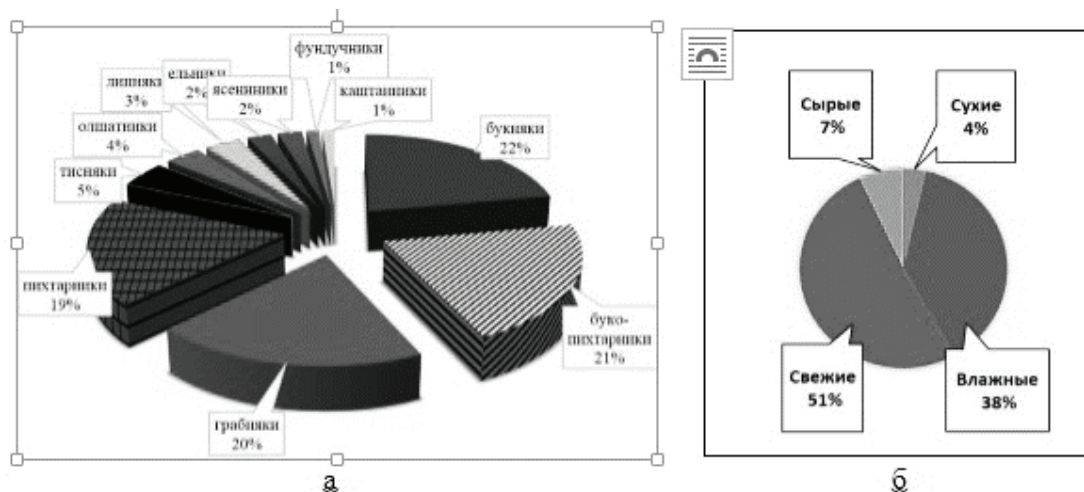 фундучники
1%
ельники
2%
липняки
3%
ясенники
2%
каштанники
1%
олшатники
4%
букняки
22%
тисняки
5%
пихтарники
19%
буко-
пихтарники
21%
грабняки
20%
а
Сырые
7%
Сухие
4%
Свежие
51%
Влажные
38%
б